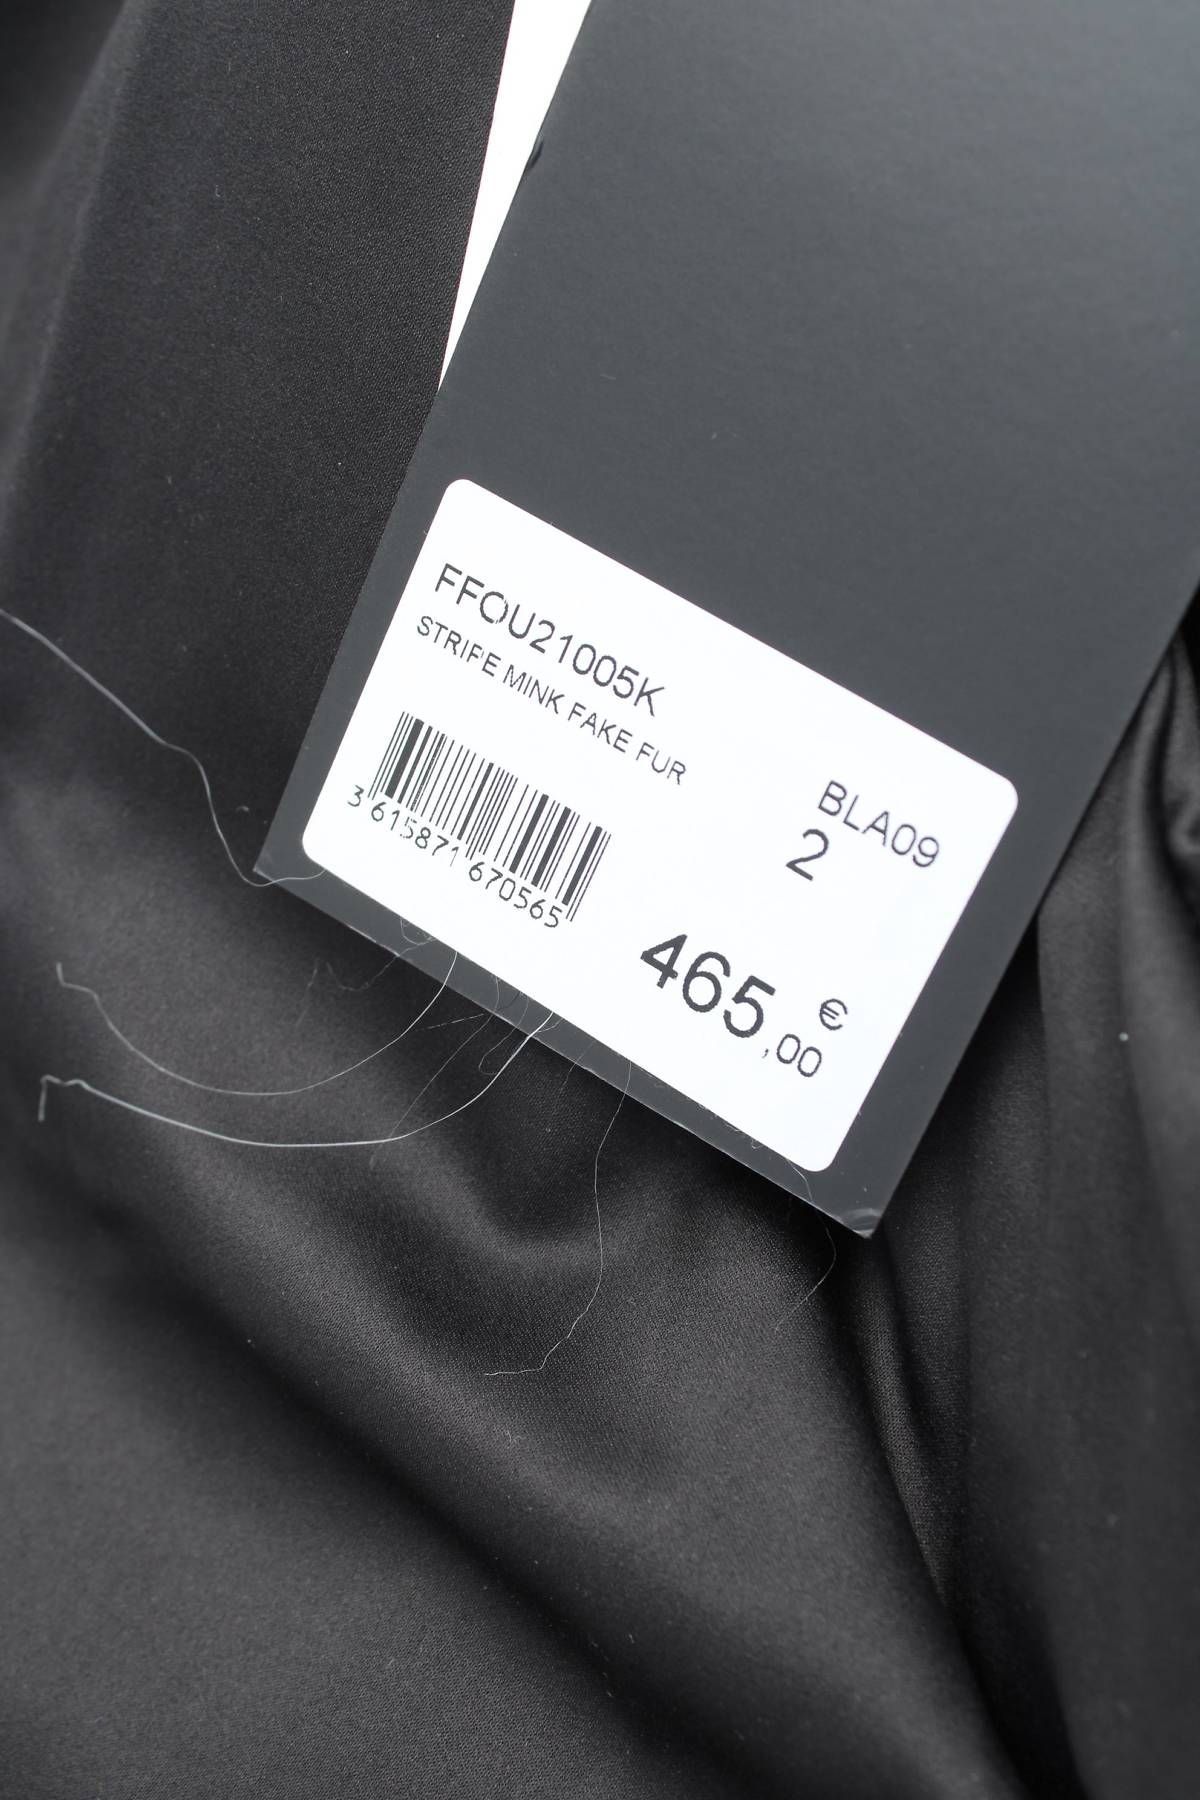 FFOU21005K
STRIPE MINK FAKE FUR
BLA09
2
3 615871 670565
465,00 €